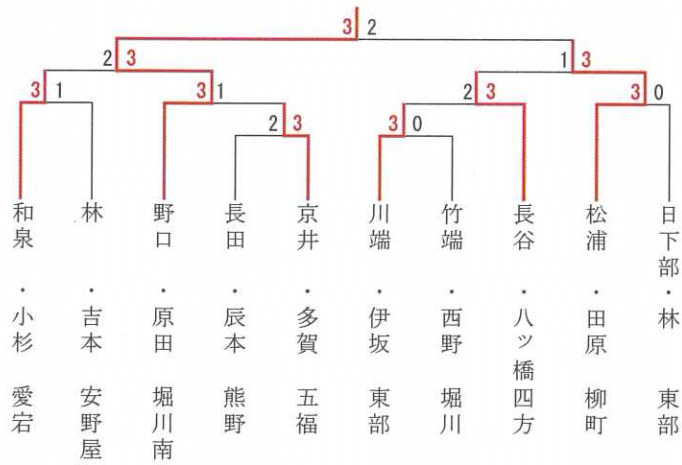 3 2
2 3
1 3
3 1
3 1
2 3
3 0
2 3
3 0
和泉・小杉 愛宕
林・吉本 安野屋
野口・原田 堀川南
長田・辰本 熊野
京井・多賀 五福
川端・伊坂 東部
竹端・西野 堀川
長谷・八ッ橋 四方
松浦・田原 柳町
日下部・林 東部